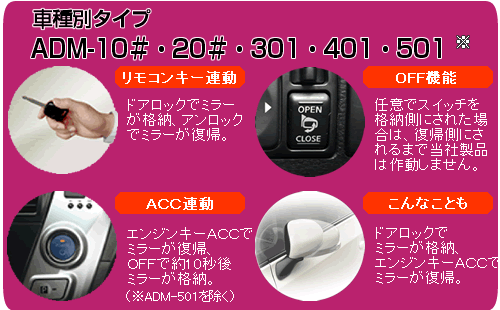 車種別タイプ
ADM-10#・20#・301・401・501 ※
リモコンキー連動
ドアロックでミラー
が格納、アンロック
でミラーが復帰。
OFF機能
OPEN
CLOSE
任意でスイッチを
格納側にされた場
合は、復帰側にさ
れるまで当社製品
は作動しません。
ACC連動
エンジンキーACCで
ミラーが復帰、
OFFで約10秒後
ミラーが格納。
(※ADM-501を除く)
こんなことも
ドアロックで
ミラーが格納、
エンジンキーACCで
ミラーが復帰。